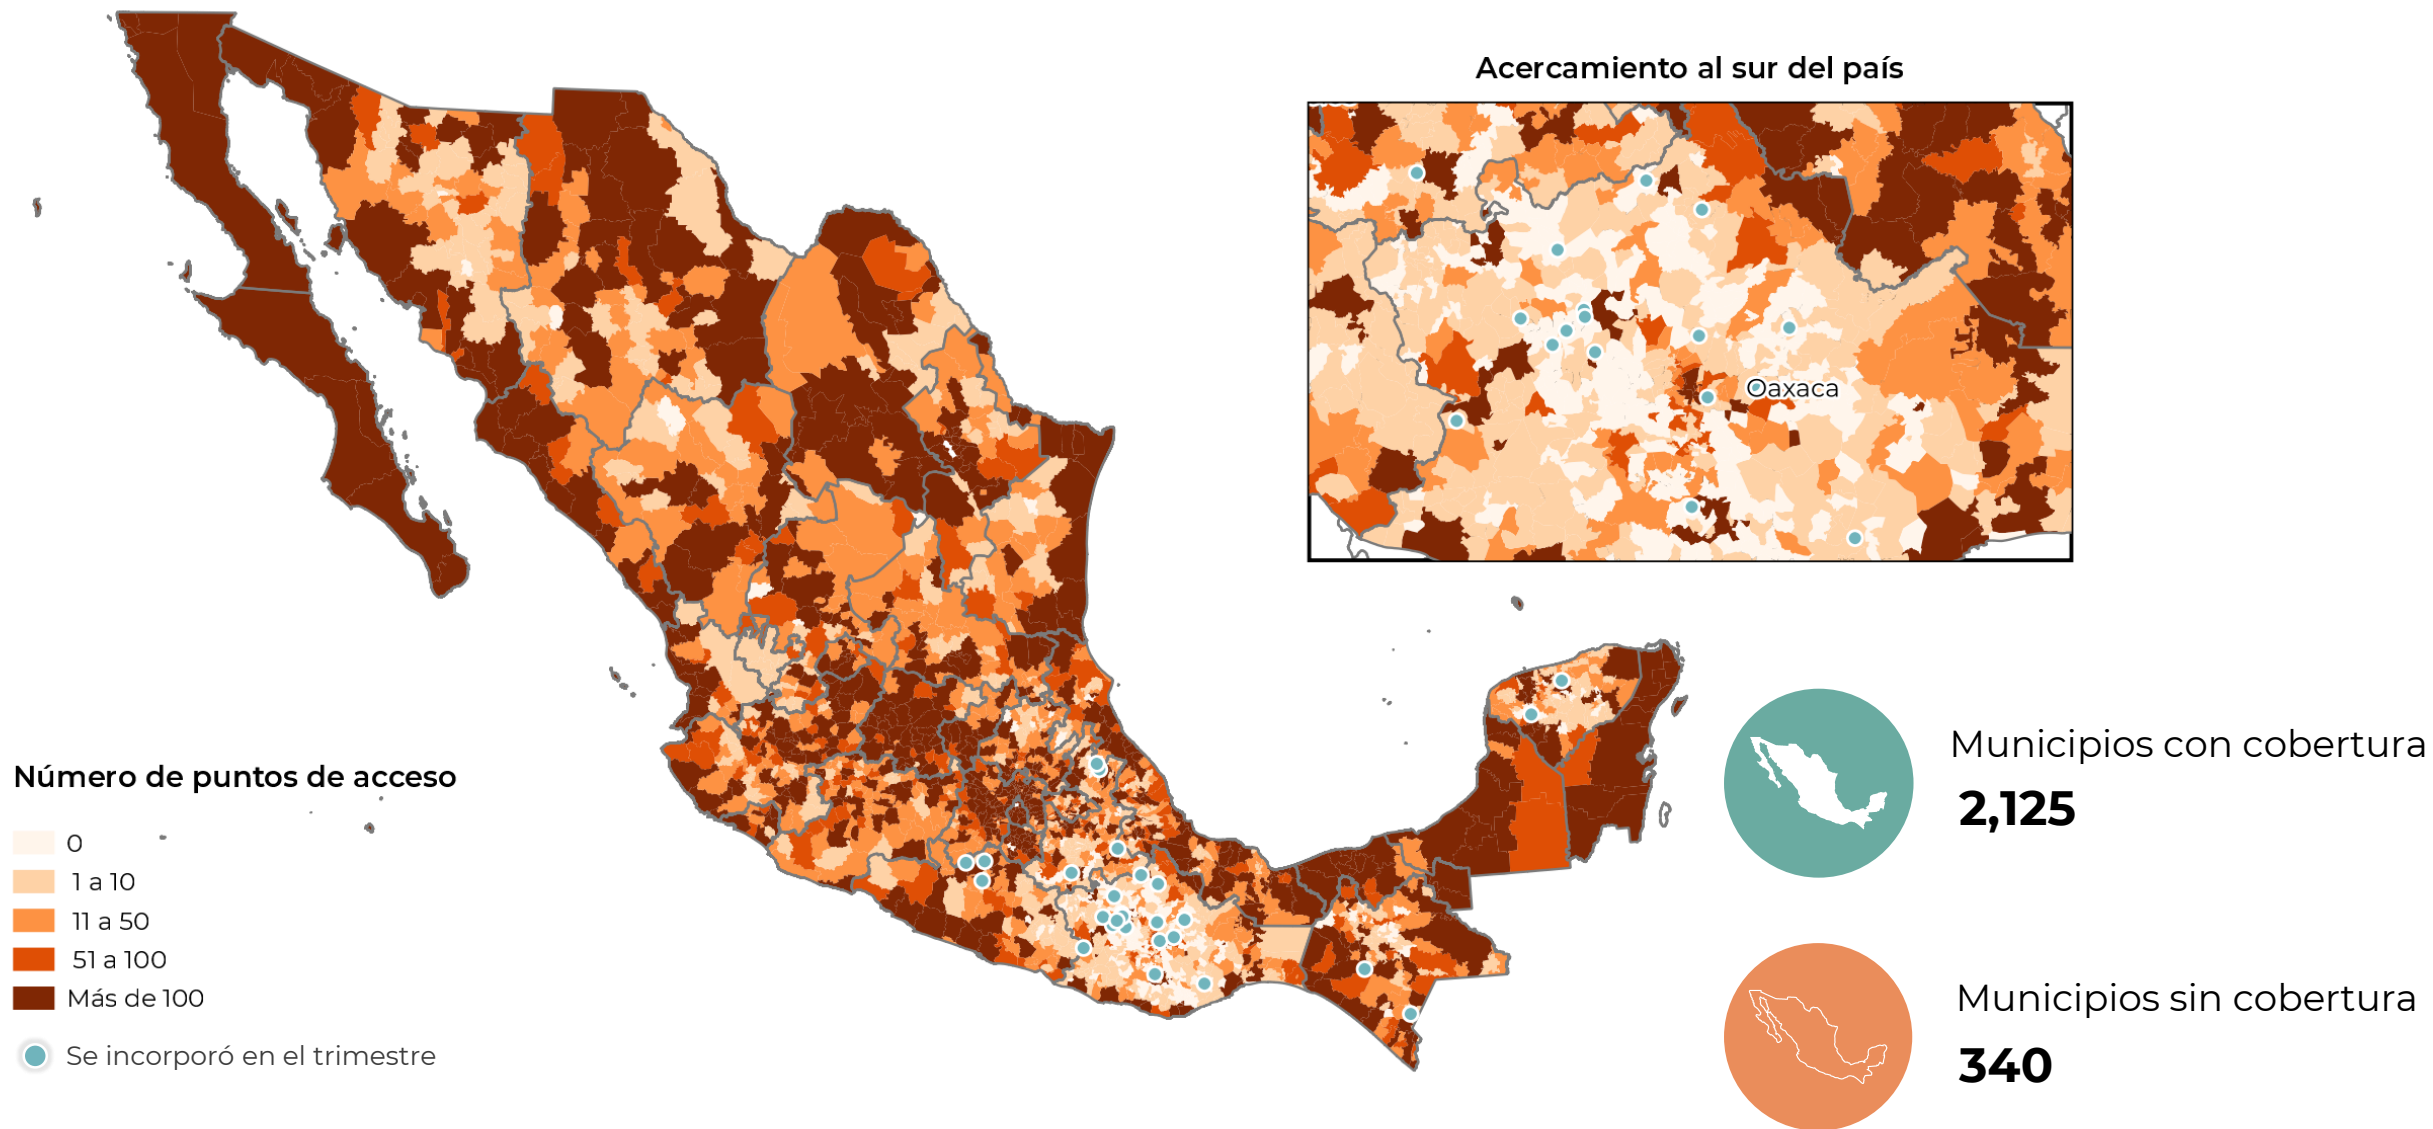 Acercamiento al sur del país
Oaxaca
Número de puntos de acceso
0
1 a 10
11 a 50
51 a 100
Más de 100
Se incorporó en el trimestre
Municipios con cobertura
2,125
Municipios sin cobertura
340